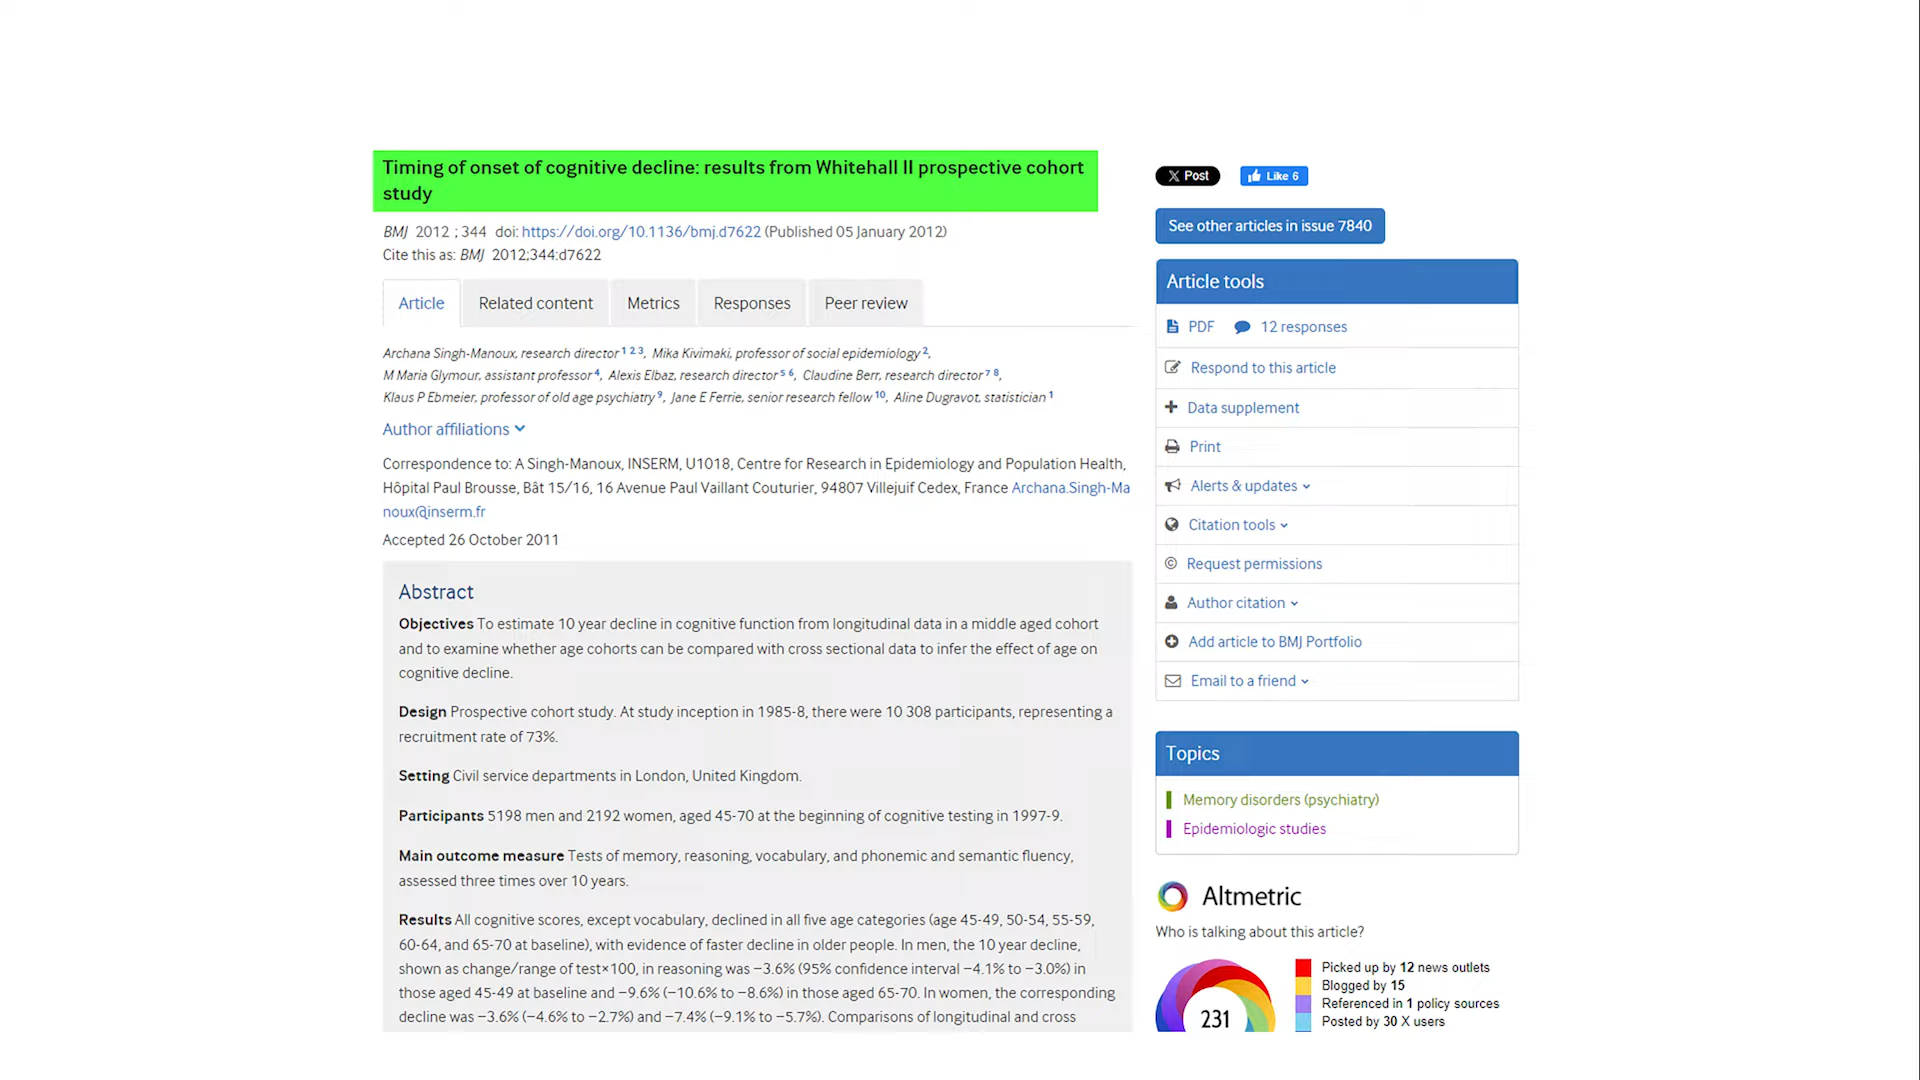 Timing of onset of cognitive decline: results from Whitehall II prospective cohort
study
BMJ 2012 ; 344 doi: https://doi.org/10.1136/bmj.d7622 (Published 05 January 2012)
Cite this as: BMJ 2012;344:d7622
Article Related content Metrics Responses Peer review
Archana Singh-Manoux, research director 1 2 3, Mika Kivimaki, professor of social epidemiology 2,
M Maria Glymour, assistant professor 4, Alexis Elbaz, research director 5 6, Claudine Berr, research director 7 8,
Klaus P Ebmeier, professor of old age psychiatry 9, Jane E Ferrie, senior research fellow 10, Aline Dugravot, statistician 1
Author affiliations
Correspondence to: A Singh-Manoux, INSERM, U1018, Centre for Research in Epidemiology and Population Health,
Hôpital Paul Brousse, Bât 15/16, 16 Avenue Paul Vaillant Couturier, 94807 Villejuif Cedex, France Archana.Singh-Ma
noux@inserm.fr
Accepted 26 October 2011
Abstract
Objectives To estimate 10 year decline in cognitive function from longitudinal data in a middle aged cohort
and to examine whether age cohorts can be compared with cross sectional data to infer the effect of age on
cognitive decline.
Design Prospective cohort study. At study inception in 1985-8, there were 10 308 participants, representing a
recruitment rate of 73%.
Setting Civil service departments in London, United Kingdom.
Participants 5198 men and 2192 women, aged 45-70 at the beginning of cognitive testing in 1997-9.
Main outcome measure Tests of memory, reasoning, vocabulary, and phonemic and semantic fluency,
assessed three times over 10 years.
Results All cognitive scores, except vocabulary, declined in all five age categories (age 45-49, 50-54, 55-59,
60-64, and 65-70 at baseline), with evidence of faster decline in older people. In men, the 10 year decline,
shown as change/range of test×100, in reasoning was −3.6% (95% confidence interval −4.1% to −3.0%) in
those aged 45-49 at baseline and −9.6% (−10.6% to −8.6%) in those aged 65-70. In women, the corresponding
decline was −3.6% (−4.6% to −2.7%) and −7.4% (−9.1% to −5.7%). Comparisons of longitudinal and cross
X Post Like 6
See other articles in issue 7840
Article tools
PDF 12 responses
Respond to this article
Data supplement
Print
Alerts & updates
Citation tools
© Request permissions
Author citation
Add article to BMJ Portfolio
Email to a friend
Topics
Memory disorders (psychiatry)
Epidemiologic studies
Altmetric
Who is talking about this article?
231
Picked up by 12 news outlets
Blogged by 15
Referenced in 1 policy sources
Posted by 30 X users